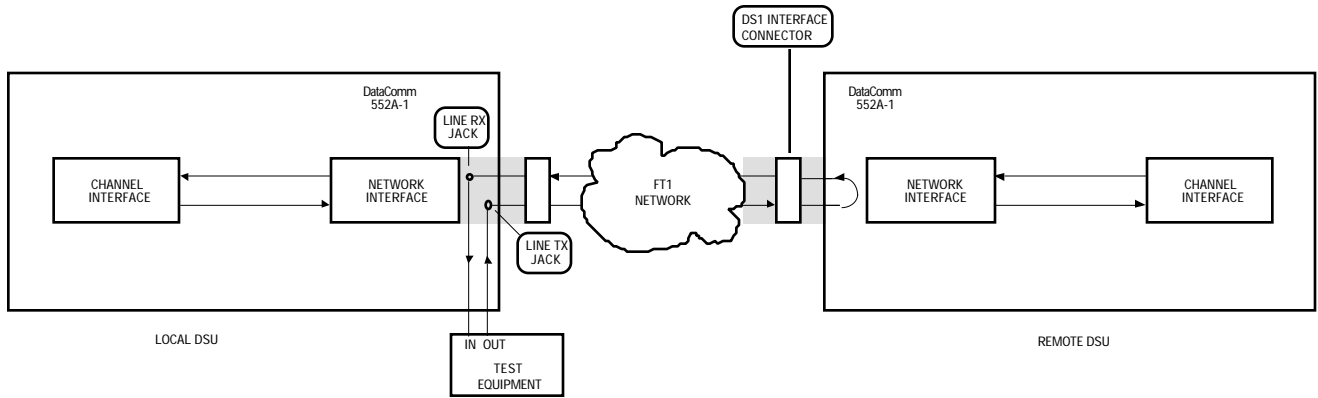 DS1 INTERFACE
CONNECTOR
DataComm
552A-1
LINE RX
JACK
CHANNEL
INTERFACE
NETWORK
INTERFACE
LINE TX
JACK
FT1
NETWORK
DataComm
552A-1
NETWORK
INTERFACE
CHANNEL
INTERFACE
LOCAL DSU
REMOTE DSU
IN OUT
TEST
EQUIPMENT